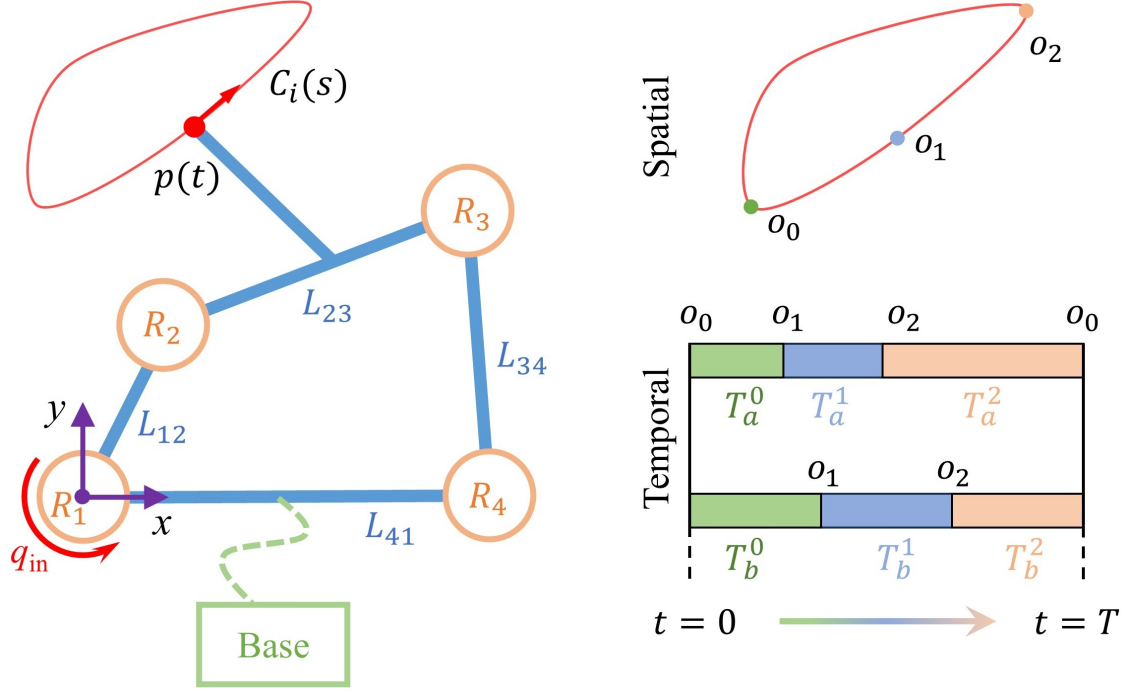 C_i(s)
p(t)
R_3
R_2
L_23
L_34
y
L_12
R_1
x
L_41
R_4
q_in
Base
Spatial
o_2
o_1
o_0
Temporal
o_0 o_1 o_2 o_0
T_a^0 T_a^1 T_a^2
o_1 o_2
T_b^0 T_b^1 T_b^2
t = 0 t = T